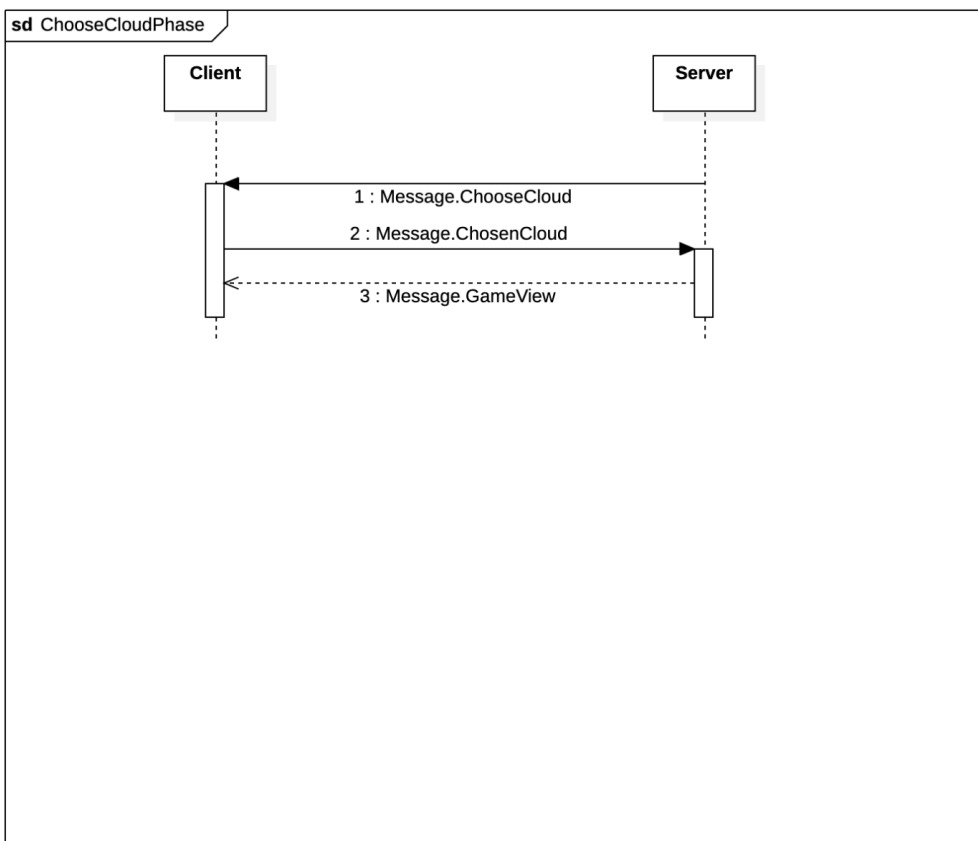 sd ChooseCloudPhase
Client
Server
1 : Message.ChooseCloud
2 : Message.ChosenCloud
3 : Message.GameView